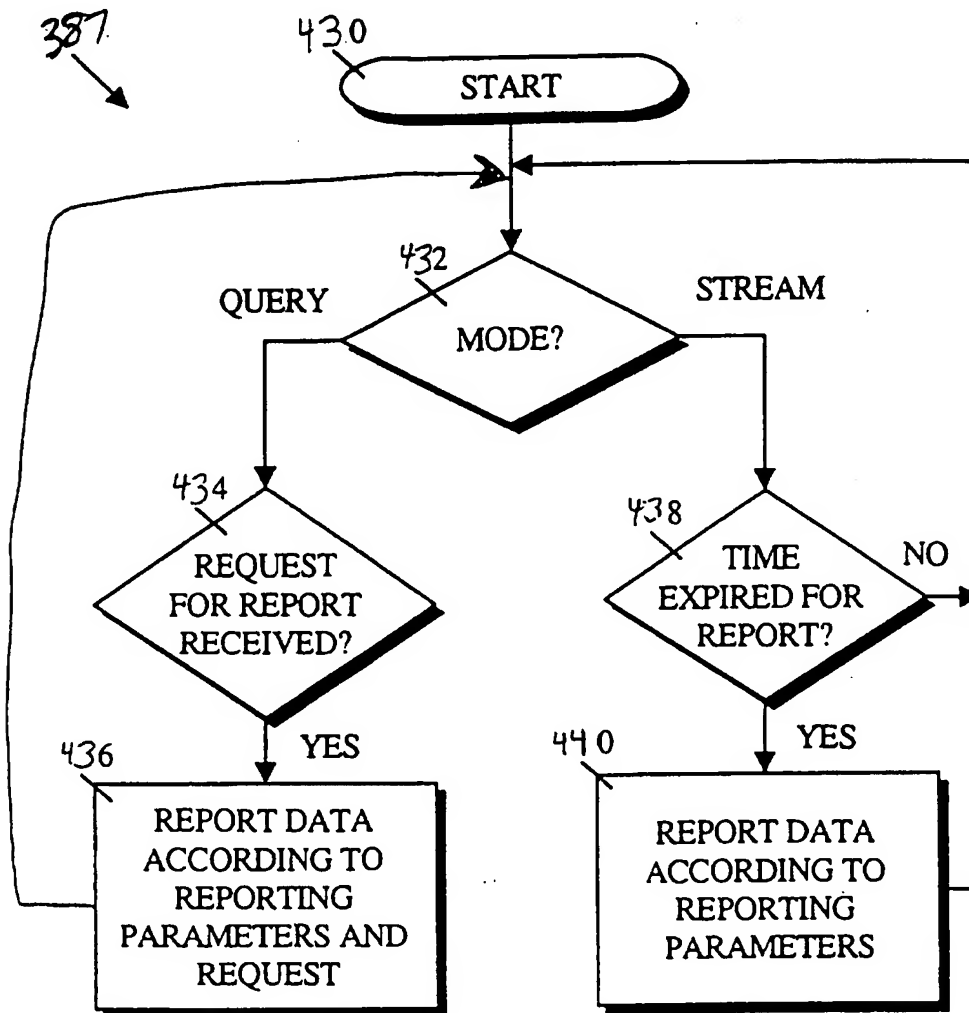 387
430
START
432
QUERY
STREAM
MODE?
434
REQUEST
FOR REPORT
RECEIVED?
438
TIME
EXPIRED FOR
REPORT?
NO
YES
YES
436
REPORT DATA
ACCORDING TO
REPORTING
PARAMETERS AND
REQUEST
440
REPORT DATA
ACCORDING TO
REPORTING
PARAMETERS